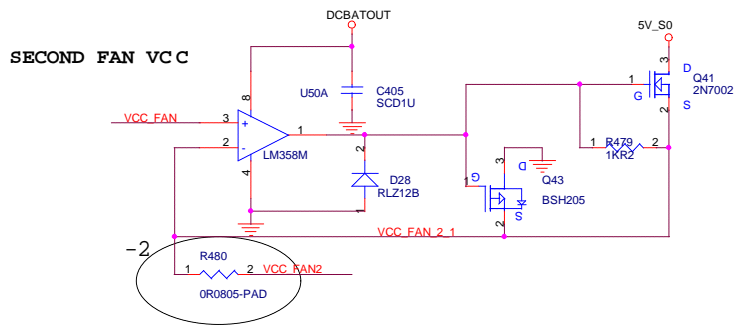 DCBATOUT
5V_S0
SECOND FAN VCC
3
D
Q41
2N7002
1
G
S
2
8
U50A
C405
SCD1U
VCC_FAN
3
+
1
2
-
LM358M
4
2
D28
RLZ12B
1
R479
1
2
1KR2
3
D
Q43
1
G
BSH205
2
S
VCC_FAN_2_1
-2
R480
1
2
VCC_FAN2
0R0805-PAD